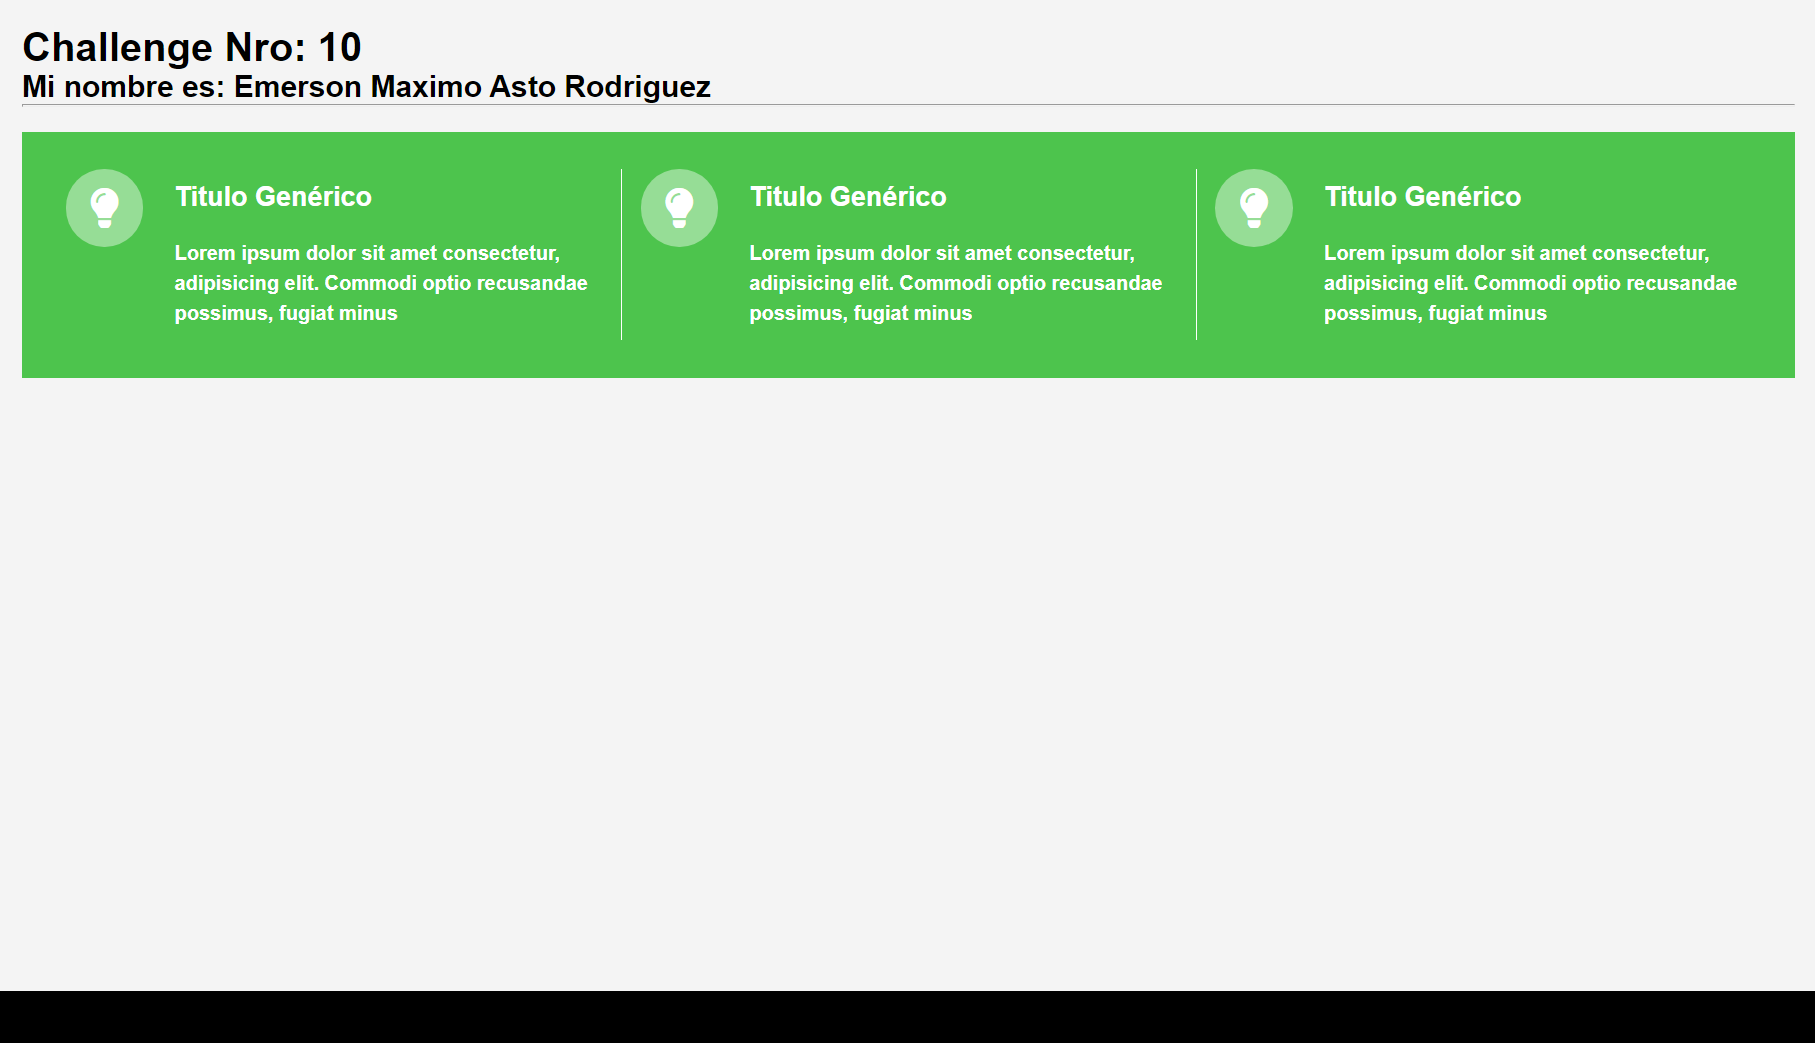 Challenge Nro: 10
Mi nombre es: Emerson Maximo Asto Rodriguez
Titulo Genérico
Lorem ipsum dolor sit amet consectetur,
adipisicing elit. Commodi optio recusandae
possimus, fugiat minus
Titulo Genérico
Lorem ipsum dolor sit amet consectetur,
adipisicing elit. Commodi optio recusandae
possimus, fugiat minus
Titulo Genérico
Lorem ipsum dolor sit amet consectetur,
adipisicing elit. Commodi optio recusandae
possimus, fugiat minus